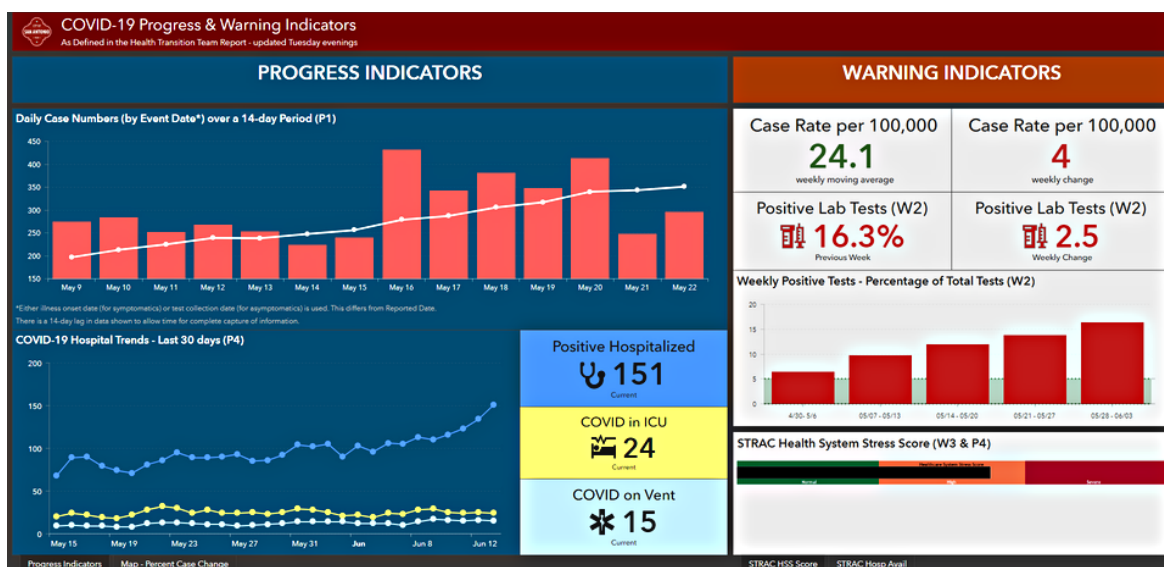 COVID-19 Progress & Warning Indicators
As Defined in the Health Transition Team Report - updated Tuesday evenings
SAN ANTONIO
PROGRESS INDICATORS
Daily Case Numbers (by Event Date*) over a 14-day Period (P1)
450
400
350
300
250
200
150
May 9 May 10 May 11 May 12 May 13 May 14 May 15 May 16 May 17 May 18 May 19 May 20 May 21 May 22
*Either illness onset date (for symptomatics) or test collection date (for asymptomatics) is used. This differs from Reported Date.
There is a 14-day lag in data shown to allow time for complete capture of information.
COVID-19 Hospital Trends - Last 30 days (P4)
200
150
100
50
0
May 15 May 19 May 23 May 27 May 31 Jun Jun 8 Jun 12
Positive Hospitalized
151
Current
COVID in ICU
24
Current
COVID on Vent
15
Current
Progress Indicators Map - Percent Case Change
WARNING INDICATORS
Case Rate per 100,000
24.1
weekly moving average
Case Rate per 100,000
4
weekly change
Positive Lab Tests (W2)
16.3%
Previous Week
Positive Lab Tests (W2)
2.5
Weekly Change
Weekly Positive Tests - Percentage of Total Tests (W2)
20
15
10
5
0
4/30- 5/6 05/07 - 05/13 05/14 - 05/20 05/21 - 05/27 05/28 - 06/03
STRAC Health System Stress Score (W3 & P4)
Healthcare System Stress Score
Normal High Severe
STRAC HSS Score STRAC Hosp Avail